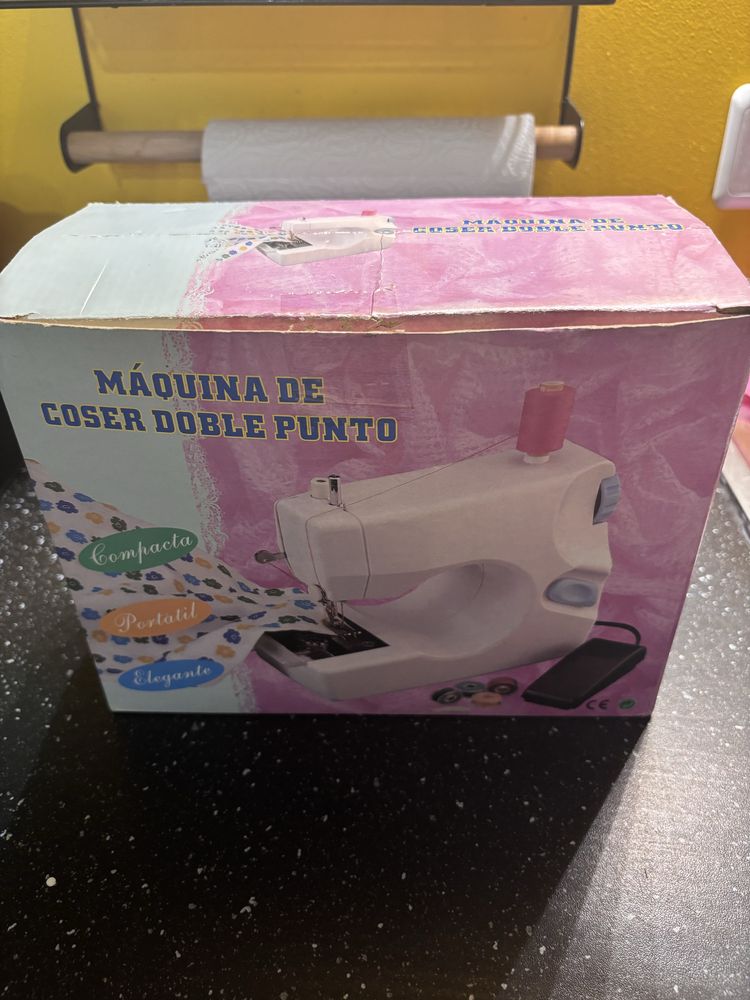 MÁQUINA DE
COSER DOBLE PUNTO
MÁQUINA DE
COSER DOBLE PUNTO
Compacta
Portatil
Elegante
CE